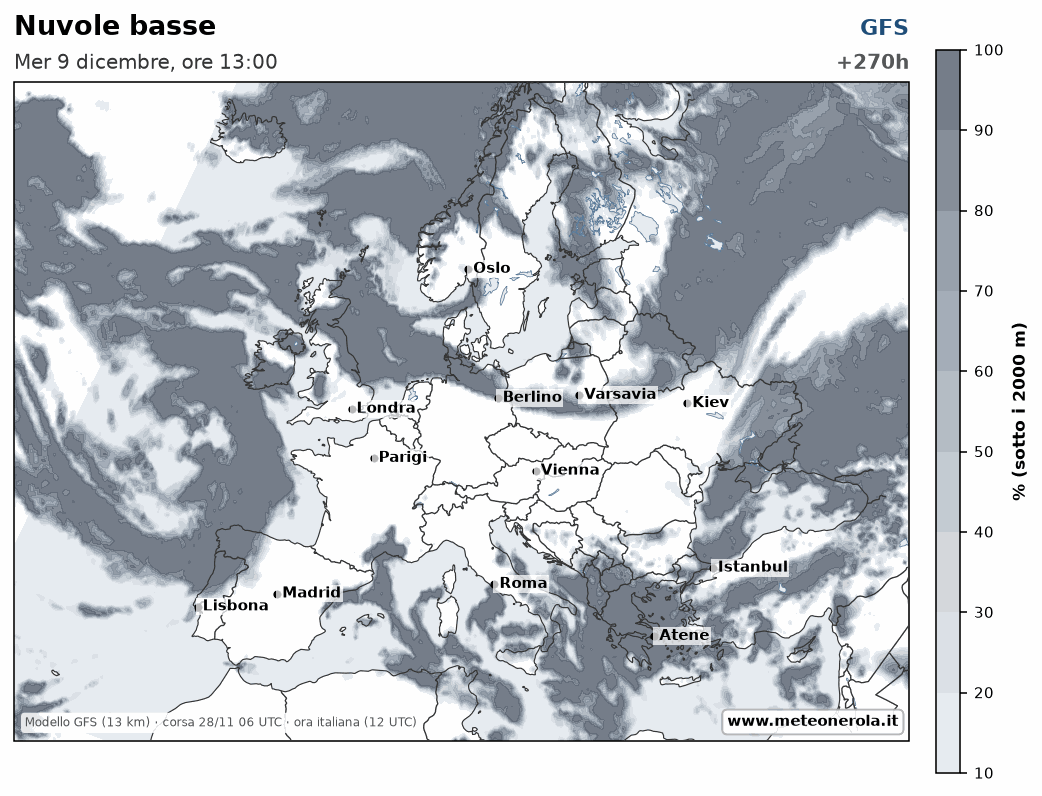 Nuvole basse
GFS
Mer 9 dicembre, ore 13:00
+270h
100
90
80
70
60
50
40
30
20
10
% (sotto i 2000 m)
Oslo
Berlino
Varsavia
Kiev
Londra
Parigi
Vienna
Istanbul
Roma
Madrid
Lisbona
Atene
Modello GFS (13 km) · corsa 28/11 06 UTC · ora italiana (12 UTC)
www.meteonerola.it